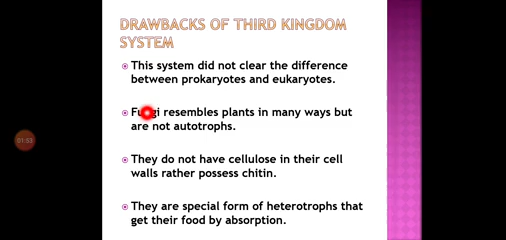 DRAWBACKS OF THIRD KINGDOM
SYSTEM
This system did not clear the difference
between prokaryotes and eukaryotes.
Fungi resembles plants in many ways but
are not autotrophs.
They do not have cellulose in their cell
walls rather possess chitin.
They are special form of heterotrophs that
get their food by absorption.
01:53